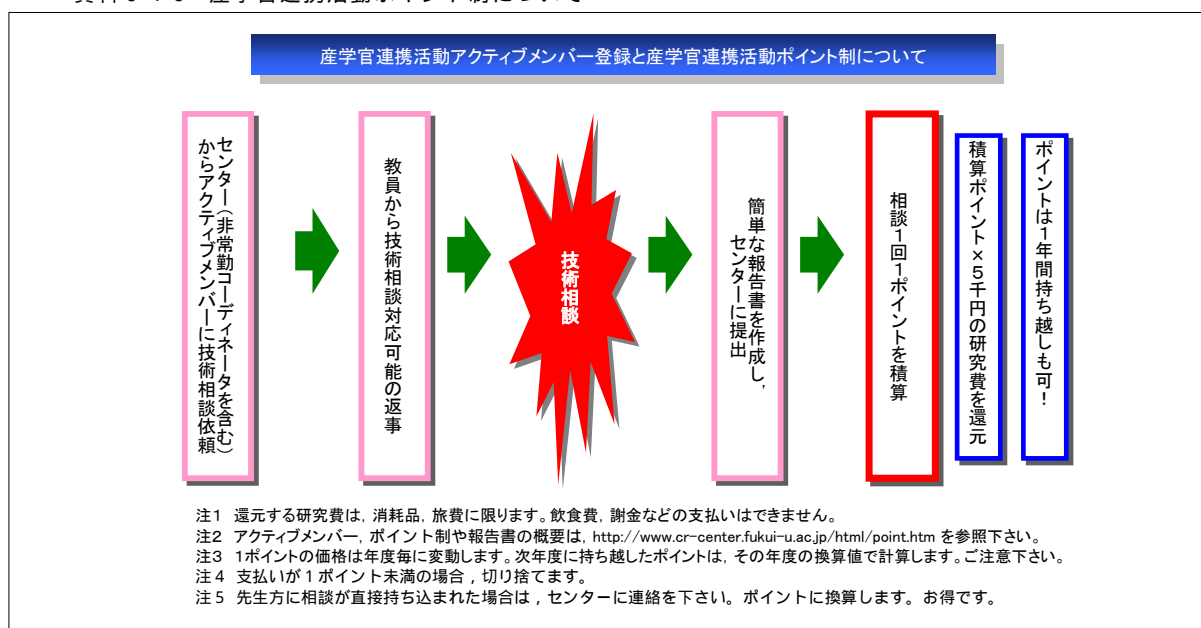 産学官連携活動アクティブメンバー登録と産学官連携活動ポイント制について
センター(非常勤コーディネータを含む)
からアクティブメンバーに技術相談依頼
教員から技術相談対応可能の返事
技術相談
簡単な報告書を作成し,
センターに提出
相談1回1ポイントを積算
積算ポイント×5千円の研究費を還元
ポイントは1年間持ち越しも可!
注1 還元する研究費は, 消耗品, 旅費に限ります。飲食費, 謝金などの支払いはできません。
注2 アクティブメンバー, ポイント制や報告書の概要は, http://www.cr-center.fukui-u.ac.jp/html/point.htm を参照下さい。
注3 1ポイントの価格は年度毎に変動します。次年度に持ち越したポイントは, その年度の換算値で計算します。ご注意下さい。
注4 支払いが1ポイント未満の場合,切り捨てます。
注5 先生方に相談が直接持ち込まれた場合は,センターに連絡を下さい。ポイントに換算します。お得です。